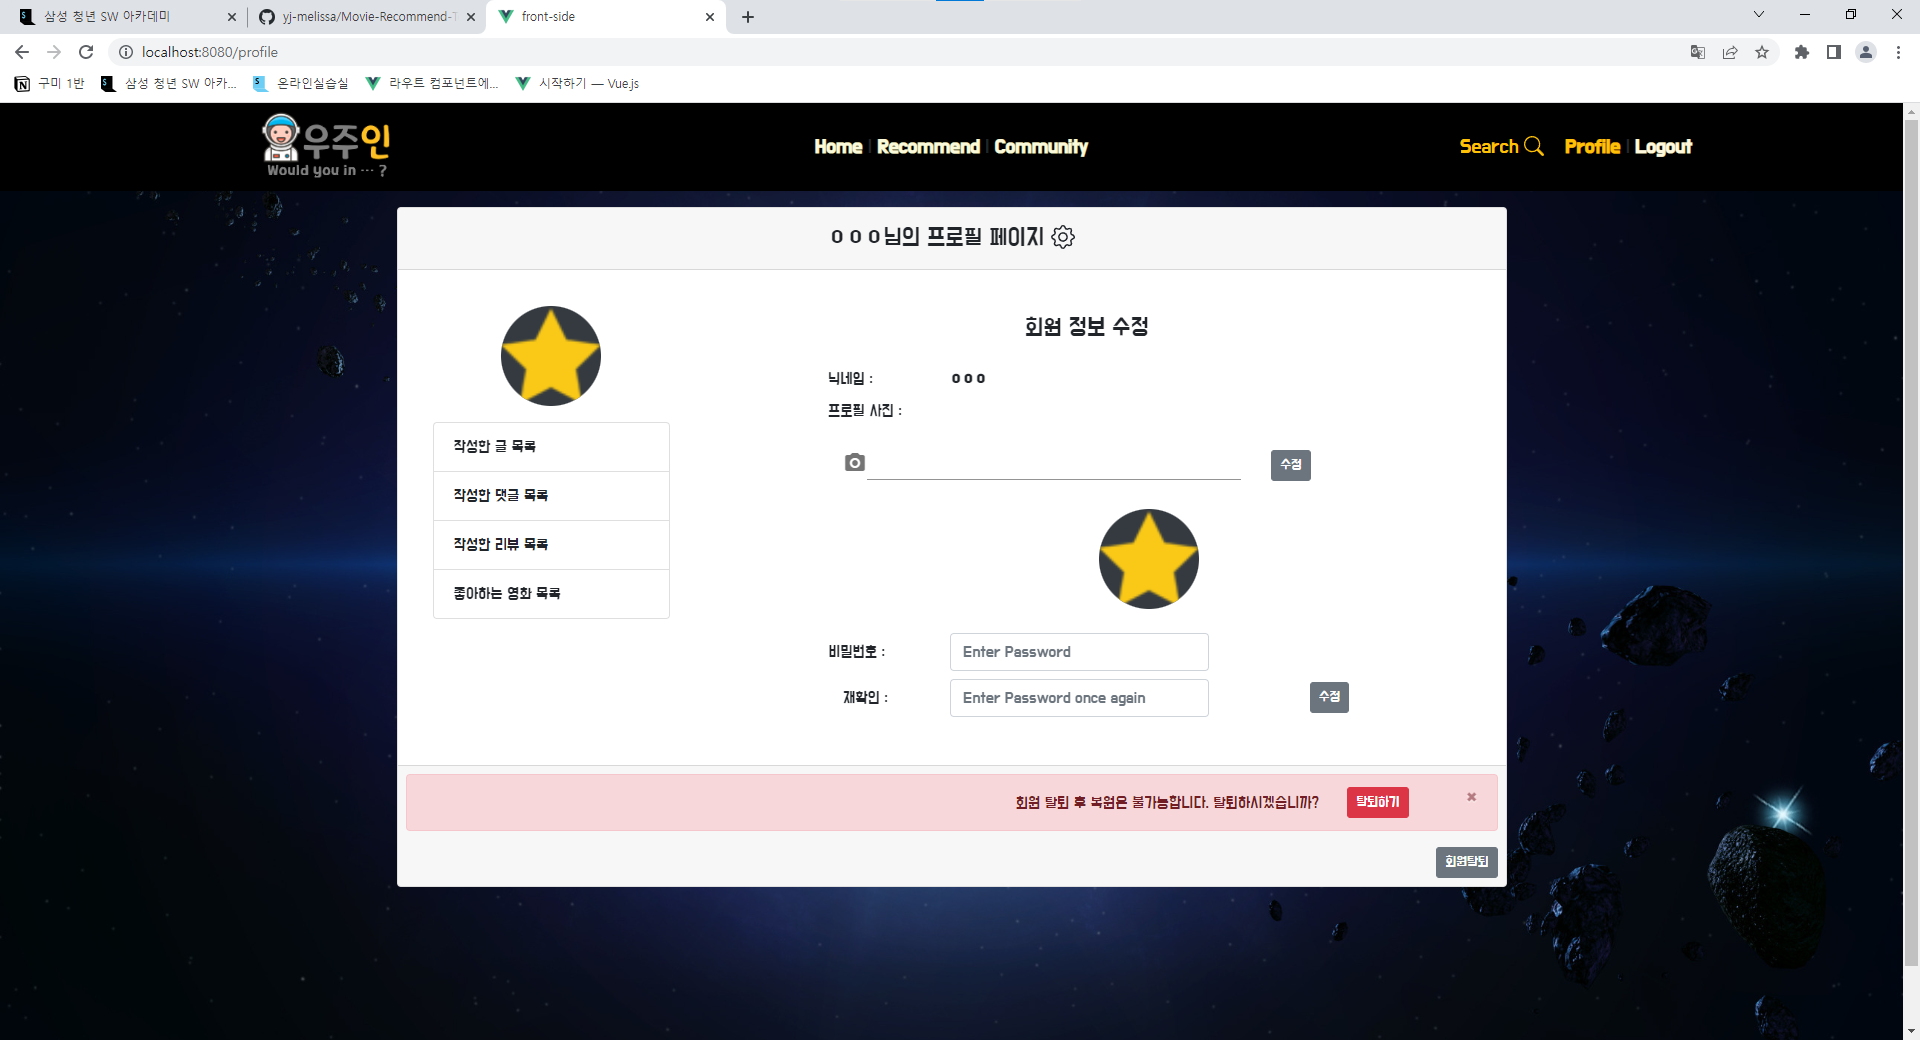 삼성 청년 SW 아카데미
yj-melissa/Movie-Recommend-T
front-side
localhost:8080/profile
구미 1반
삼성 청년 SW 아카...
온라인실습실
라우트 컴포넌트에...
시작하기 — Vue.js
우주인
Would you in ··· ?
Home | Recommend | Community
Search
Profile | Logout
ㅇㅇㅇ님의 프로필 페이지
회원 정보 수정
닉네임 :
ㅇㅇㅇ
프로필 사진 :
수정
작성한 글 목록
작성한 댓글 목록
작성한 리뷰 목록
좋아하는 영화 목록
비밀번호 :
Enter Password
재확인 :
Enter Password once again
수정
회원 탈퇴 후 복원은 불가능합니다. 탈퇴하시겠습니까?
탈퇴하기
×
회원탈퇴